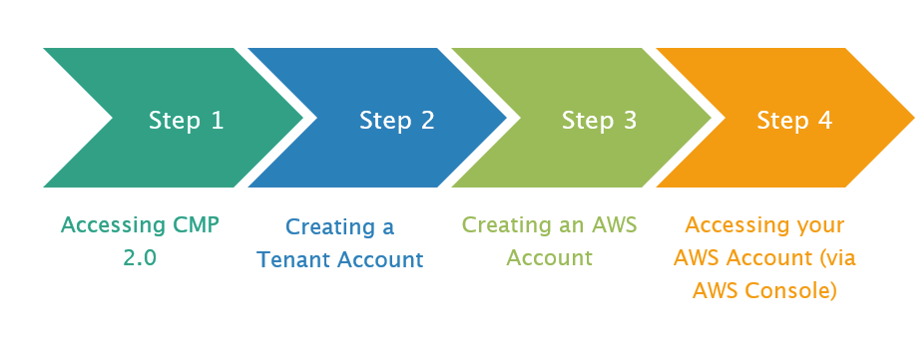 Step 1
Step 2
Step 3
Step 4
Accessing CMP
2.0
Creating a
Tenant Account
Creating an AWS
Account
Accessing your
AWS Account (via
AWS Console)